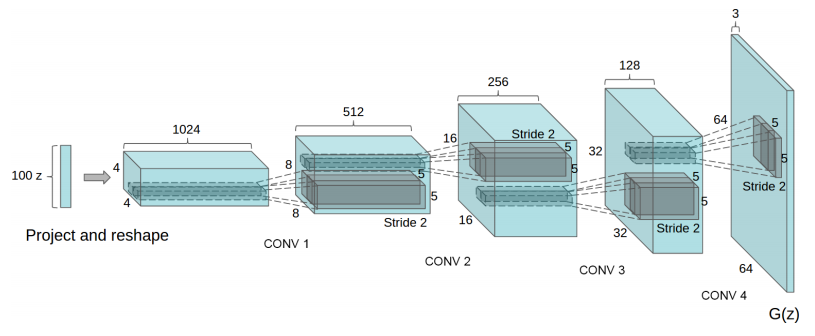 100 z
Project and reshape
1024
4
4
CONV 1
512
8
8
5
5
Stride 2
CONV 2
256
16
16
Stride 2
5
5
CONV 3
128
32
32
5
5
Stride 2
CONV 4
3
64
64
5
5
Stride 2
G(z)